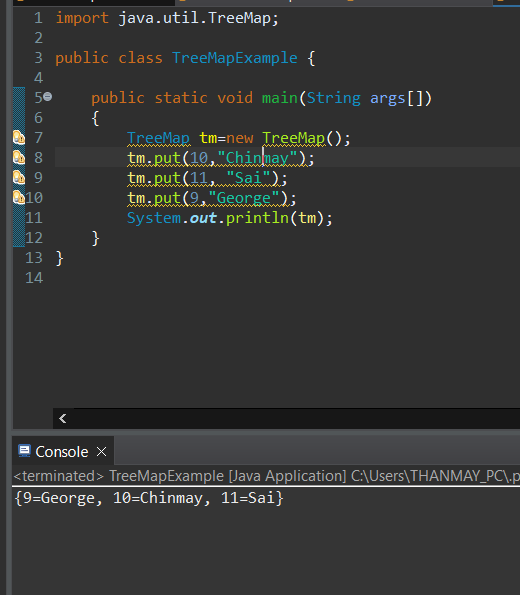 1 import java.util.TreeMap;
2
3 public class TreeMapExample {
4
5 public static void main(String args[])
6 {
7 TreeMap tm=new TreeMap();
8 tm.put(10,"Chinmay");
9 tm.put(11, "Sai");
10 tm.put(9,"George");
11 System.out.println(tm);
12 }
13 }
14
Console
<terminated> TreeMapExample [Java Application] C:\Users\THANMAY_PC\.p
{9=George, 10=Chinmay, 11=Sai}